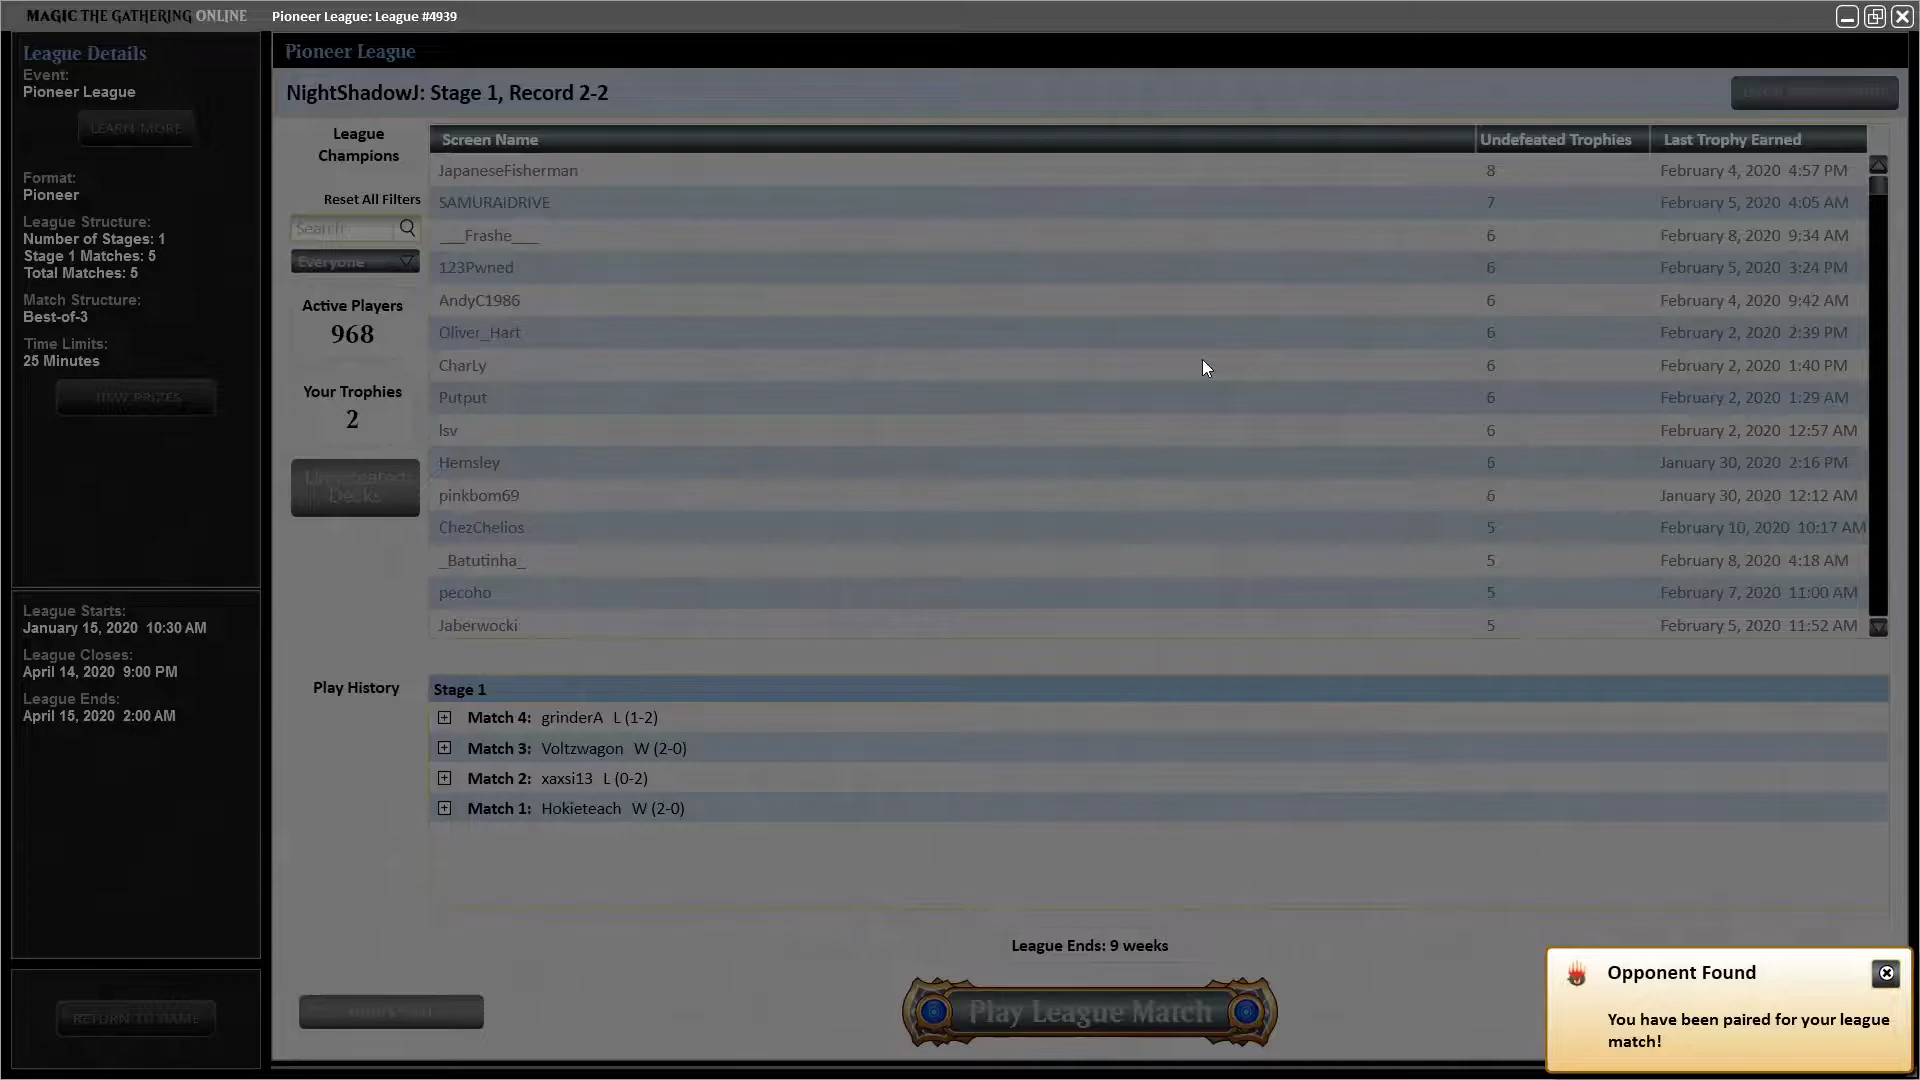 MAGIC THE GATHERING ONLINE
Pioneer League: League #4939
League Details
Event:
Pioneer League
LEARN MORE
Format:
Pioneer
League Structure:
Number of Stages: 1
Stage 1 Matches: 5
Total Matches: 5
Match Structure:
Best-of-3
Time Limits:
25 Minutes
VIEW PRIZES
League Starts:
January 15, 2020 10:30 AM
League Closes:
April 14, 2020 9:00 PM
League Ends:
April 15, 2020 2:00 AM
RETURN TO GAME
Pioneer League
NightShadowJ: Stage 1, Record 2-2
League
Champions
Reset All Filters
Search
Everyone
Active Players
968
Your Trophies
2
Undefeated
Decks
Screen Name Undefeated Trophies Last Trophy Earned
JapaneseFisherman 8 February 4, 2020 4:57 PM
SAMURAIDRIVE 7 February 5, 2020 4:05 AM
___Frashe___ 6 February 8, 2020 9:34 AM
123Pwned 6 February 5, 2020 3:24 PM
AndyC1986 6 February 4, 2020 9:42 AM
Oliver_Hart 6 February 2, 2020 2:39 PM
CharLy 6 February 2, 2020 1:40 PM
Putput 6 February 2, 2020 1:29 AM
lsv 6 February 2, 2020 12:57 AM
Hemsley 6 January 30, 2020 2:16 PM
pinkbom69 6 January 30, 2020 12:12 AM
ChezChelios 5 February 10, 2020 10:17 AM
_Batutinha_ 5 February 8, 2020 4:18 AM
pecoho 5 February 7, 2020 11:00 AM
Jaberwocki 5 February 5, 2020 11:52 AM
Play History
Stage 1
Match 4: grinderA L (1-2)
Match 3: Voltzwagon W (2-0)
Match 2: xaxsi13 L (0-2)
Match 1: Hokieteach W (2-0)
League Ends: 9 weeks
Play League Match
Opponent Found
You have been paired for your league
match!